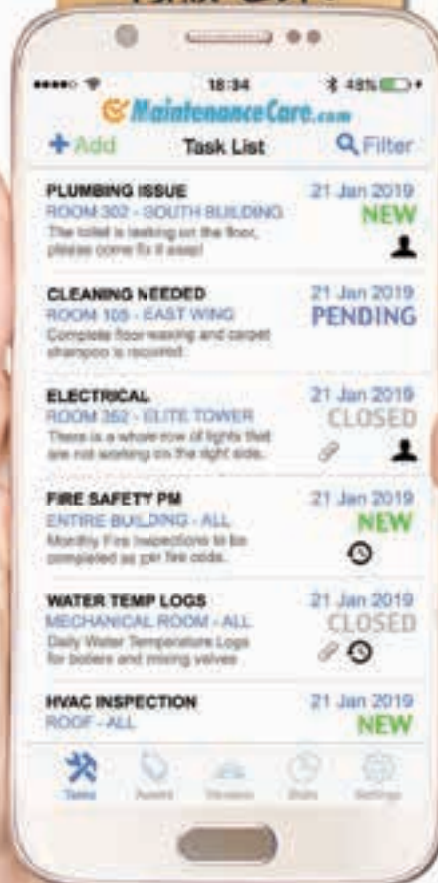 18:34
48%
MaintenanceCare.com
+ Add Task List Filter
PLUMBING ISSUE 21 Jan 2019
ROOM 302 - SOUTH BUILDING NEW
The toilet is leaking on the floor,
please come fix it asap!
CLEANING NEEDED 21 Jan 2019
ROOM 105 - EAST WING PENDING
Complete floor waxing and carpet
shampoo is required.
ELECTRICAL 21 Jan 2019
ROOM 352 - ELITE TOWER CLOSED
There is a whole row of lights that
are not working on the right side.
FIRE SAFETY PM 21 Jan 2019
ENTIRE BUILDING - ALL NEW
Monthly Fire Inspections to be
completed as per fire code.
WATER TEMP LOGS 21 Jan 2019
MECHANICAL ROOM - ALL CLOSED
Daily Water Temperature Logs
for boilers and mixing valves
HVAC INSPECTION 21 Jan 2019
ROOF - ALL NEW
Tasks Assets Settings